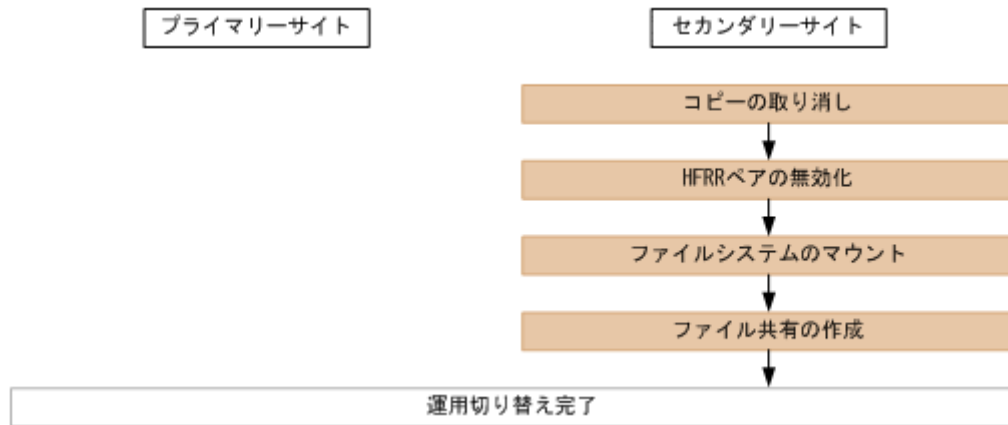 プライマリーサイト
セカンダリーサイト
コピーの取り消し
HFRRペアの無効化
ファイルシステムのマウント
ファイル共有の作成
運用切り替え完了